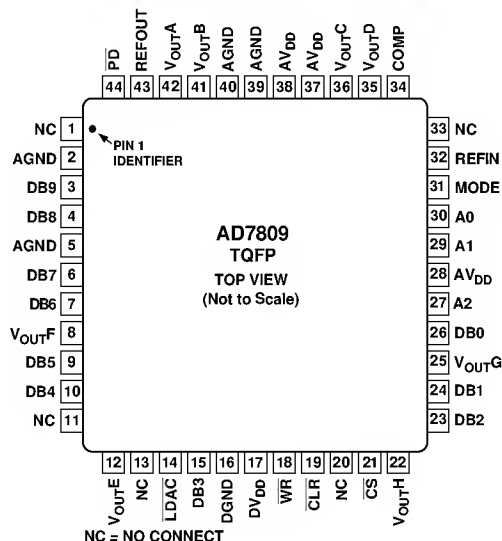 PD
REFOUT
VOUTA
VOUTB
AGND
AGND
AVDD
AVDD
VOUTC
VOUTD
COMP
44 43 42 41 40 39 38 37 36 35 34
NC 1
AGND 2
DB9 3
DB8 4
AGND 5
DB7 6
DB6 7
VOUTF 8
DB5 9
DB4 10
NC 11
PIN 1
IDENTIFIER
AD7809
TQFP
TOP VIEW
(Not to Scale)
33 NC
32 REFIN
31 MODE
30 A0
29 A1
28 AVDD
27 A2
26 DB0
25 VOUTG
24 DB1
23 DB2
12 13 14 15 16 17 18 19 20 21 22
VOUTE
NC
LDAC
DB3
DGND
DVDD
WR
CLR
NC
CS
VOUTH
NC = NO CONNECT